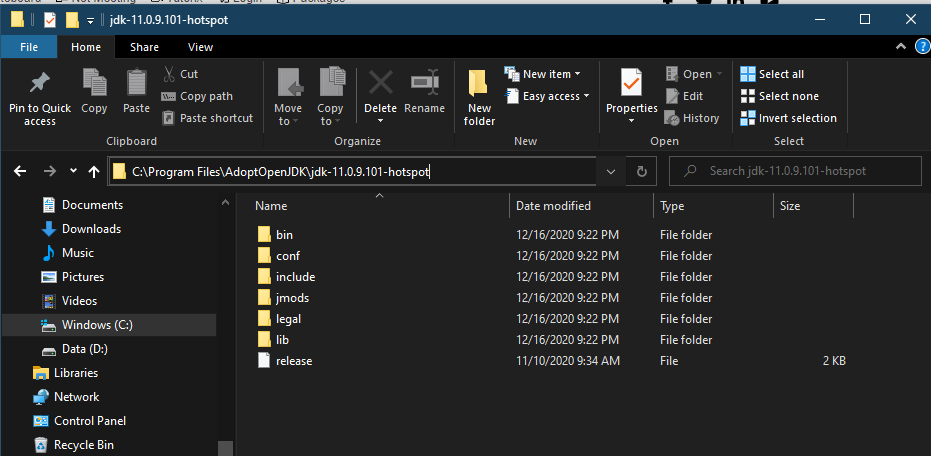 jdk-11.0.9.101-hotspot
File Home Share View
Pin to Quick access
Copy
Paste
Cut
Copy path
Paste shortcut
Clipboard
Move to
Copy to
Delete
Rename
Organize
New folder
New item
Easy access
New
Properties
Open
Edit
History
Open
Select all
Select none
Invert selection
Select
C:\Program Files\AdoptOpenJDK\jdk-11.0.9.101-hotspot
Search jdk-11.0.9.101-hotspot
Documents
Downloads
Music
Pictures
Videos
Windows (C:)
Data (D:)
Libraries
Network
Control Panel
Recycle Bin
Name Date modified Type Size
bin 12/16/2020 9:22 PM File folder
conf 12/16/2020 9:22 PM File folder
include 12/16/2020 9:22 PM File folder
jmods 12/16/2020 9:22 PM File folder
legal 12/16/2020 9:22 PM File folder
lib 12/16/2020 9:22 PM File folder
release 11/10/2020 9:34 AM File 2 KB